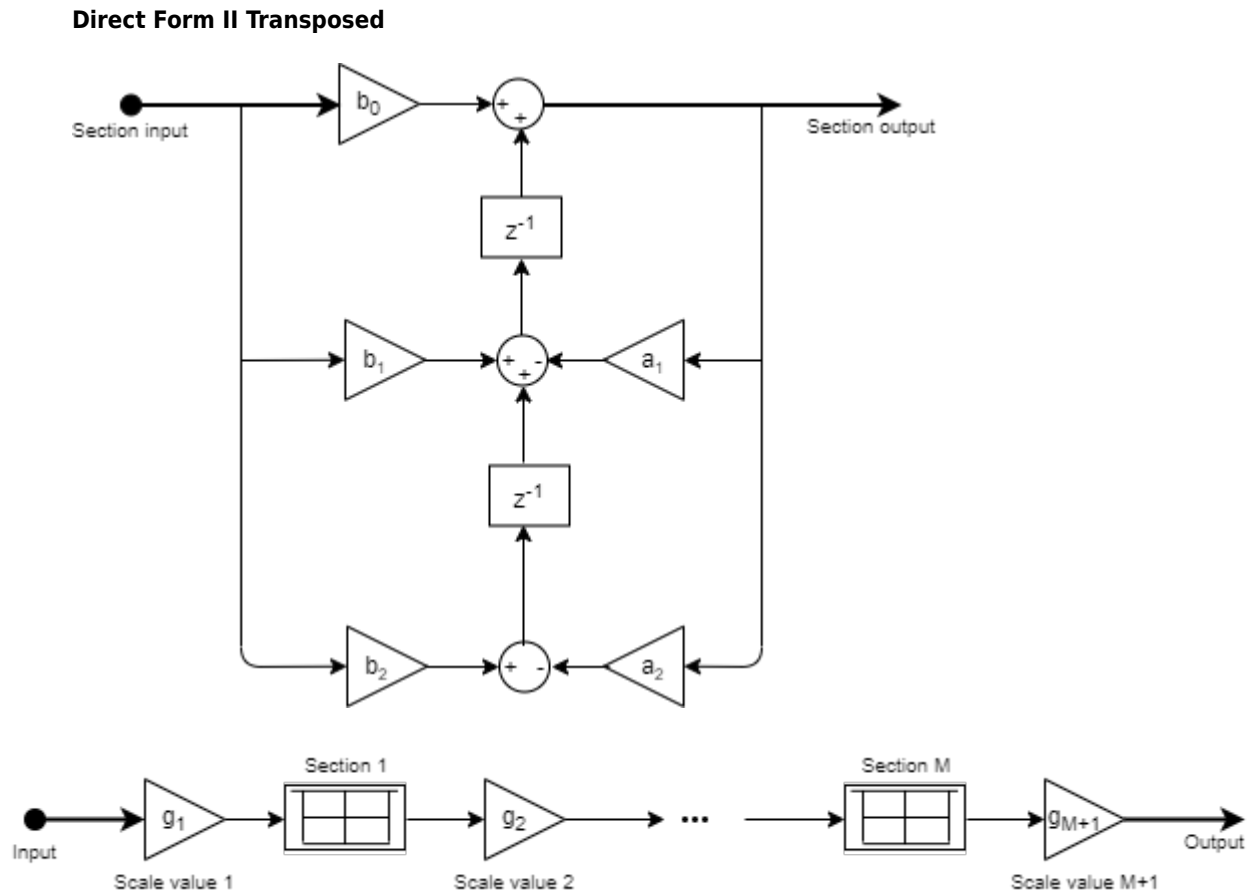 Direct Form II Transposed
b0
+
+
Section input
Section output
z-1
b1
+ -
+
a1
z-1
b2
+ -
a2
Section 1
Section M
g1
g2
...
gM+1
Input
Output
Scale value 1
Scale value 2
Scale value M+1